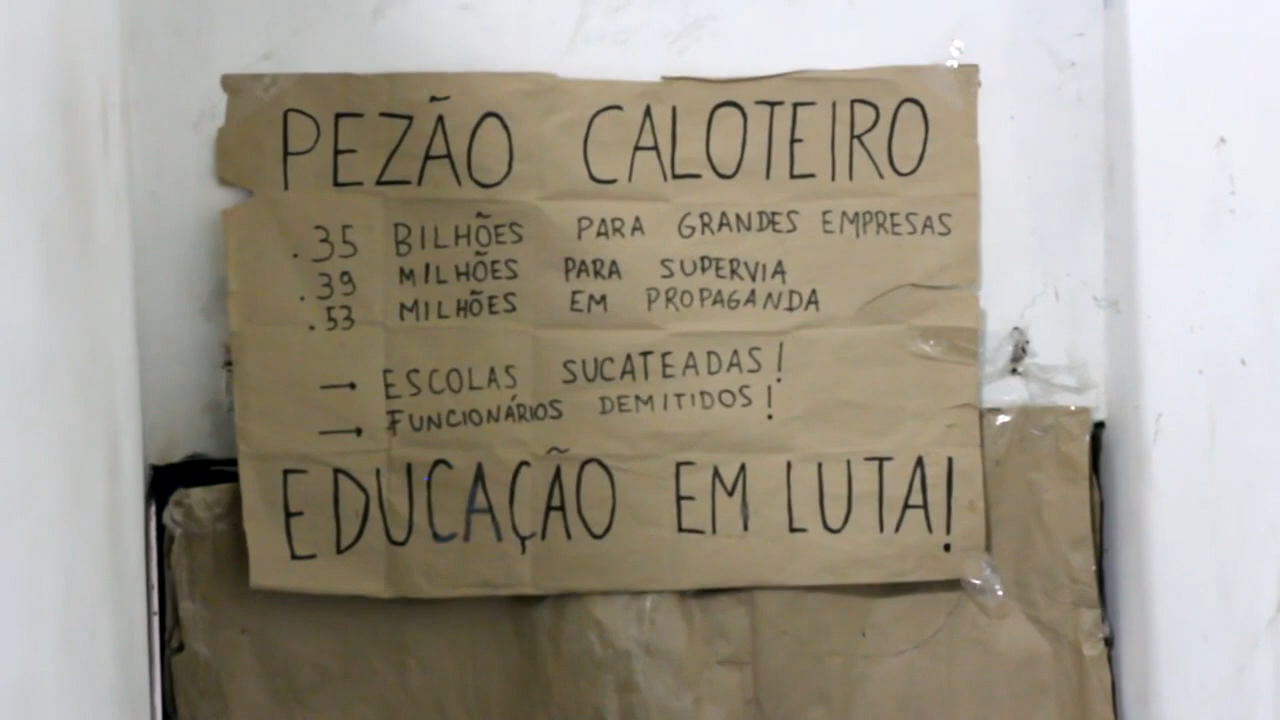 PEZÃO CALOTEIRO
.35 BILHÕES PARA GRANDES EMPRESAS
.39 MILHÕES PARA SUPERVIA
.53 MILHÕES EM PROPAGANDA
→ ESCOLAS SUCATEADAS!
→ FUNCIONÁRIOS DEMITIDOS!
EDUCAÇÃO EM LUTA!